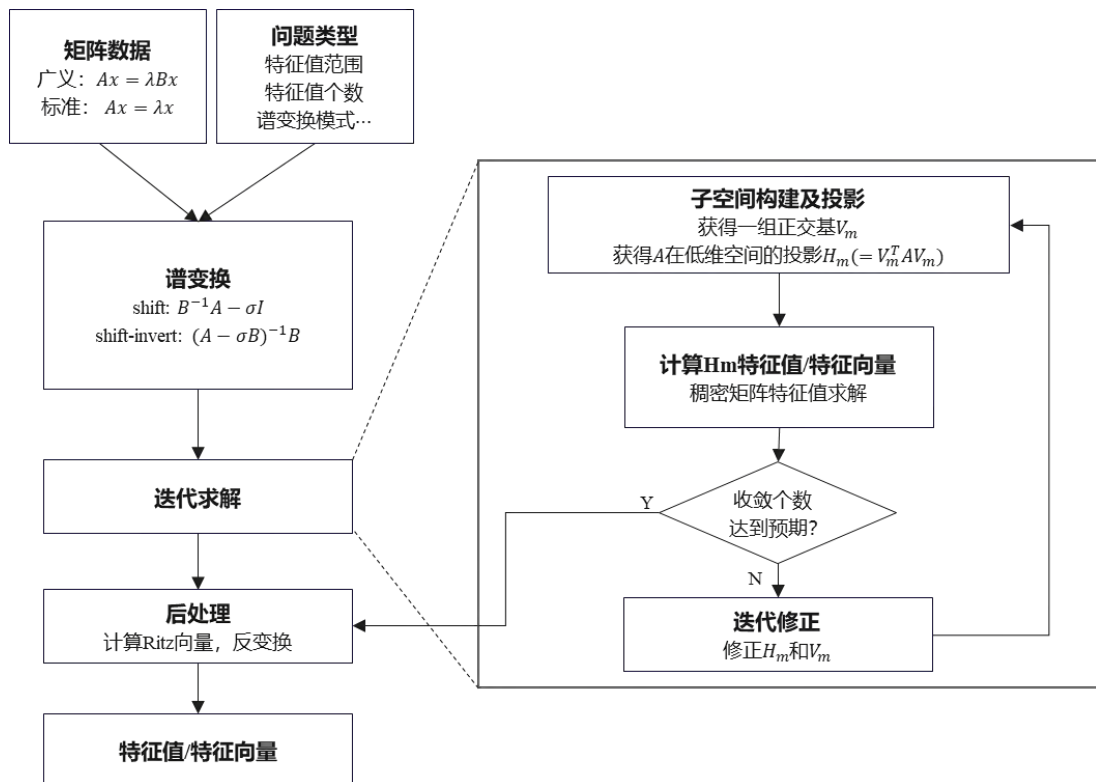 矩阵数据
广义：Ax = λBx
标准： Ax = λx
问题类型
特征值范围
特征值个数
谱变换模式…
谱变换
shift: B⁻¹A − σI
shift-invert: (A − σB)⁻¹B
迭代求解
后处理
计算Ritz向量，反变换
特征值/特征向量
子空间构建及投影
获得一组正交基Vₘ
获得A在低维空间的投影Hₘ(= VₘᵀAVₘ)
计算Hm特征值/特征向量
稠密矩阵特征值求解
收敛个数
达到预期？
Y
N
迭代修正
修正Hₘ和Vₘ